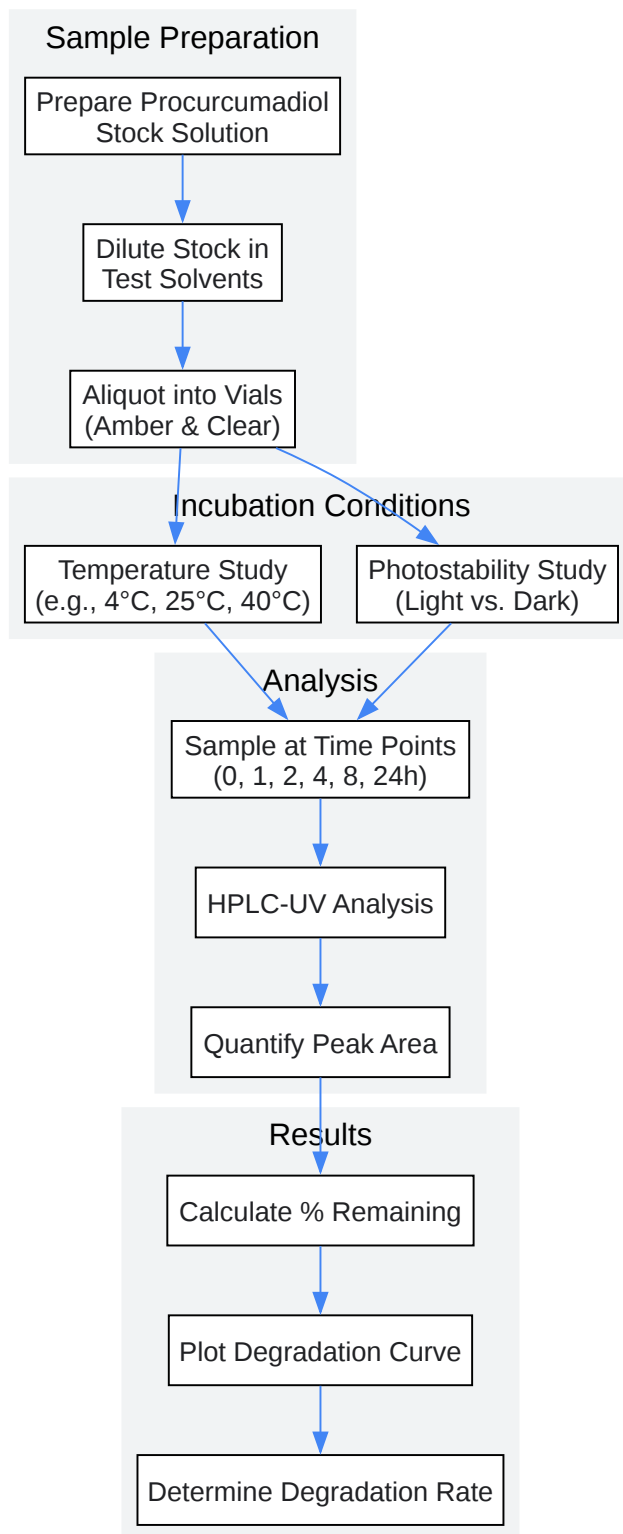 Sample Preparation
Prepare Procurcumadiol
Stock Solution
Dilute Stock in
Test Solvents
Aliquot into Vials
(Amber & Clear)
Incubation Conditions
Temperature Study
(e.g., 4°C, 25°C, 40°C)
Photostability Study
(Light vs. Dark)
Analysis
Sample at Time Points
(0, 1, 2, 4, 8, 24h)
HPLC-UV Analysis
Quantify Peak Area
Results
Calculate % Remaining
Plot Degradation Curve
Determine Degradation Rate